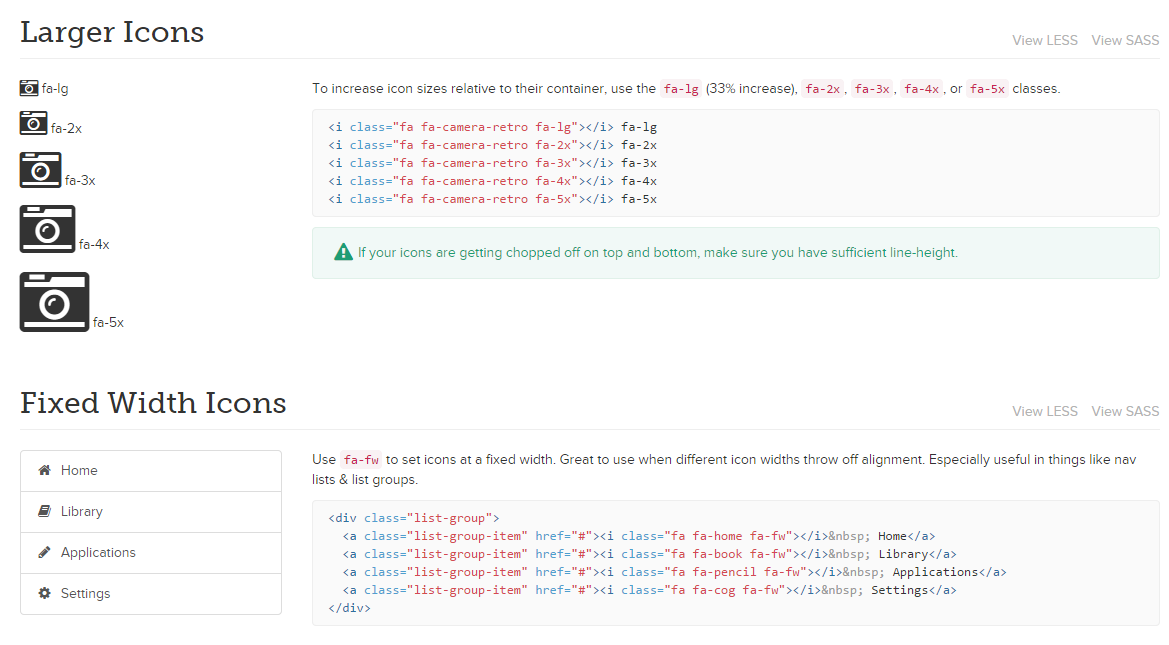 Larger Icons
View LESS View SASS
fa-lg
fa-2x
fa-3x
fa-4x
fa-5x
To increase icon sizes relative to their container, use the fa-lg (33% increase), fa-2x, fa-3x, fa-4x, or fa-5x classes.
<i class="fa fa-camera-retro fa-lg"></i> fa-lg
<i class="fa fa-camera-retro fa-2x"></i> fa-2x
<i class="fa fa-camera-retro fa-3x"></i> fa-3x
<i class="fa fa-camera-retro fa-4x"></i> fa-4x
<i class="fa fa-camera-retro fa-5x"></i> fa-5x
If your icons are getting chopped off on top and bottom, make sure you have sufficient line-height.
Fixed Width Icons
View LESS View SASS
Home
Library
Applications
Settings
Use fa-fw to set icons at a fixed width. Great to use when different icon widths throw off alignment. Especially useful in things like nav
lists & list groups.
<div class="list-group">
  <a class="list-group-item" href="#"><i class="fa fa-home fa-fw"></i>&nbsp; Home</a>
  <a class="list-group-item" href="#"><i class="fa fa-book fa-fw"></i>&nbsp; Library</a>
  <a class="list-group-item" href="#"><i class="fa fa-pencil fa-fw"></i>&nbsp; Applications</a>
  <a class="list-group-item" href="#"><i class="fa fa-cog fa-fw"></i>&nbsp; Settings</a>
</div>